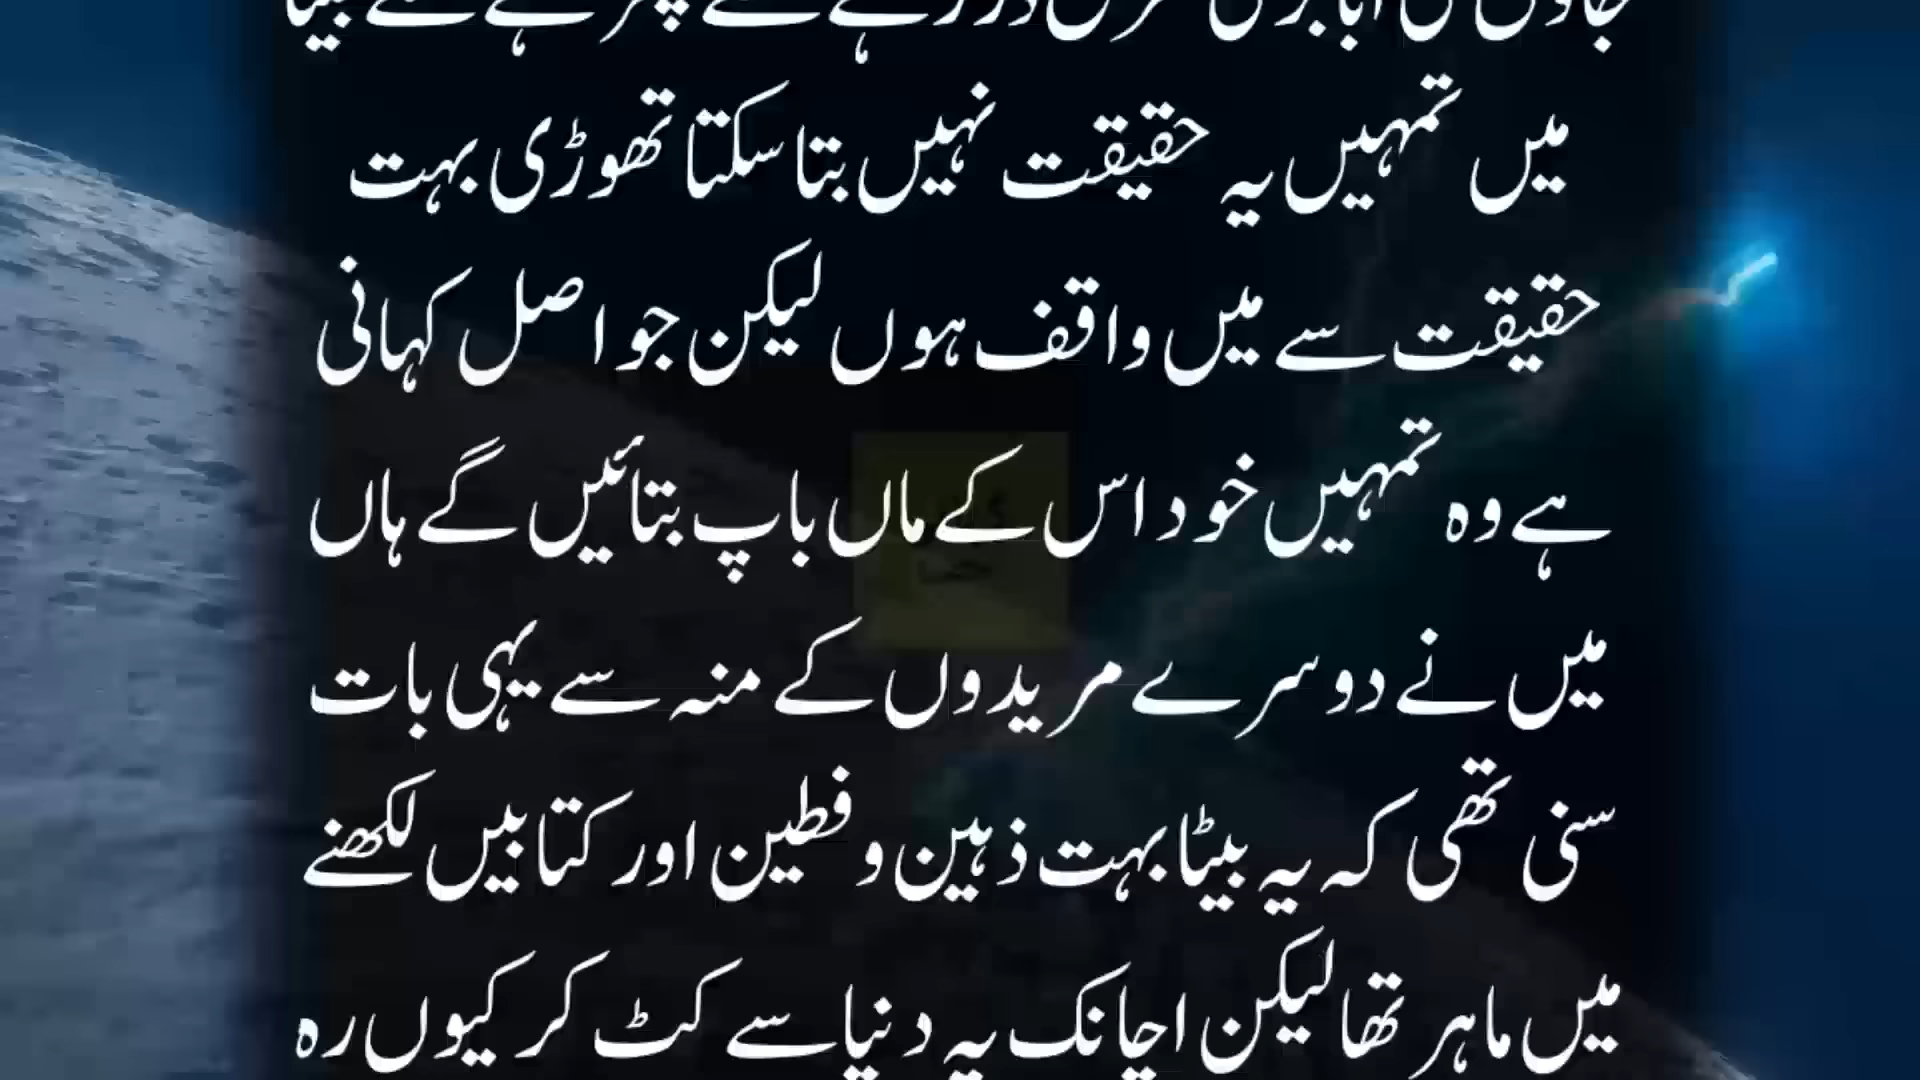 میں تمہیں یہ حقیقت نہیں بتا سکتا تھوڑی بہت
حقیقت سے میں واقف ہوں لیکن جو اصل کہانی
ہے وہ تمہیں خود اس کے ماں باپ بتائیں گے ہاں
میں نے دوسرے مریدوں کے منہ سے یہی بات
سنی تھی کہ یہ بیٹا بہت ذہین و فطین اور کتابیں لکھنے
میں ماہر تھا لیکن اچانک یہ دنیا سے کٹ کر کیوں رہ